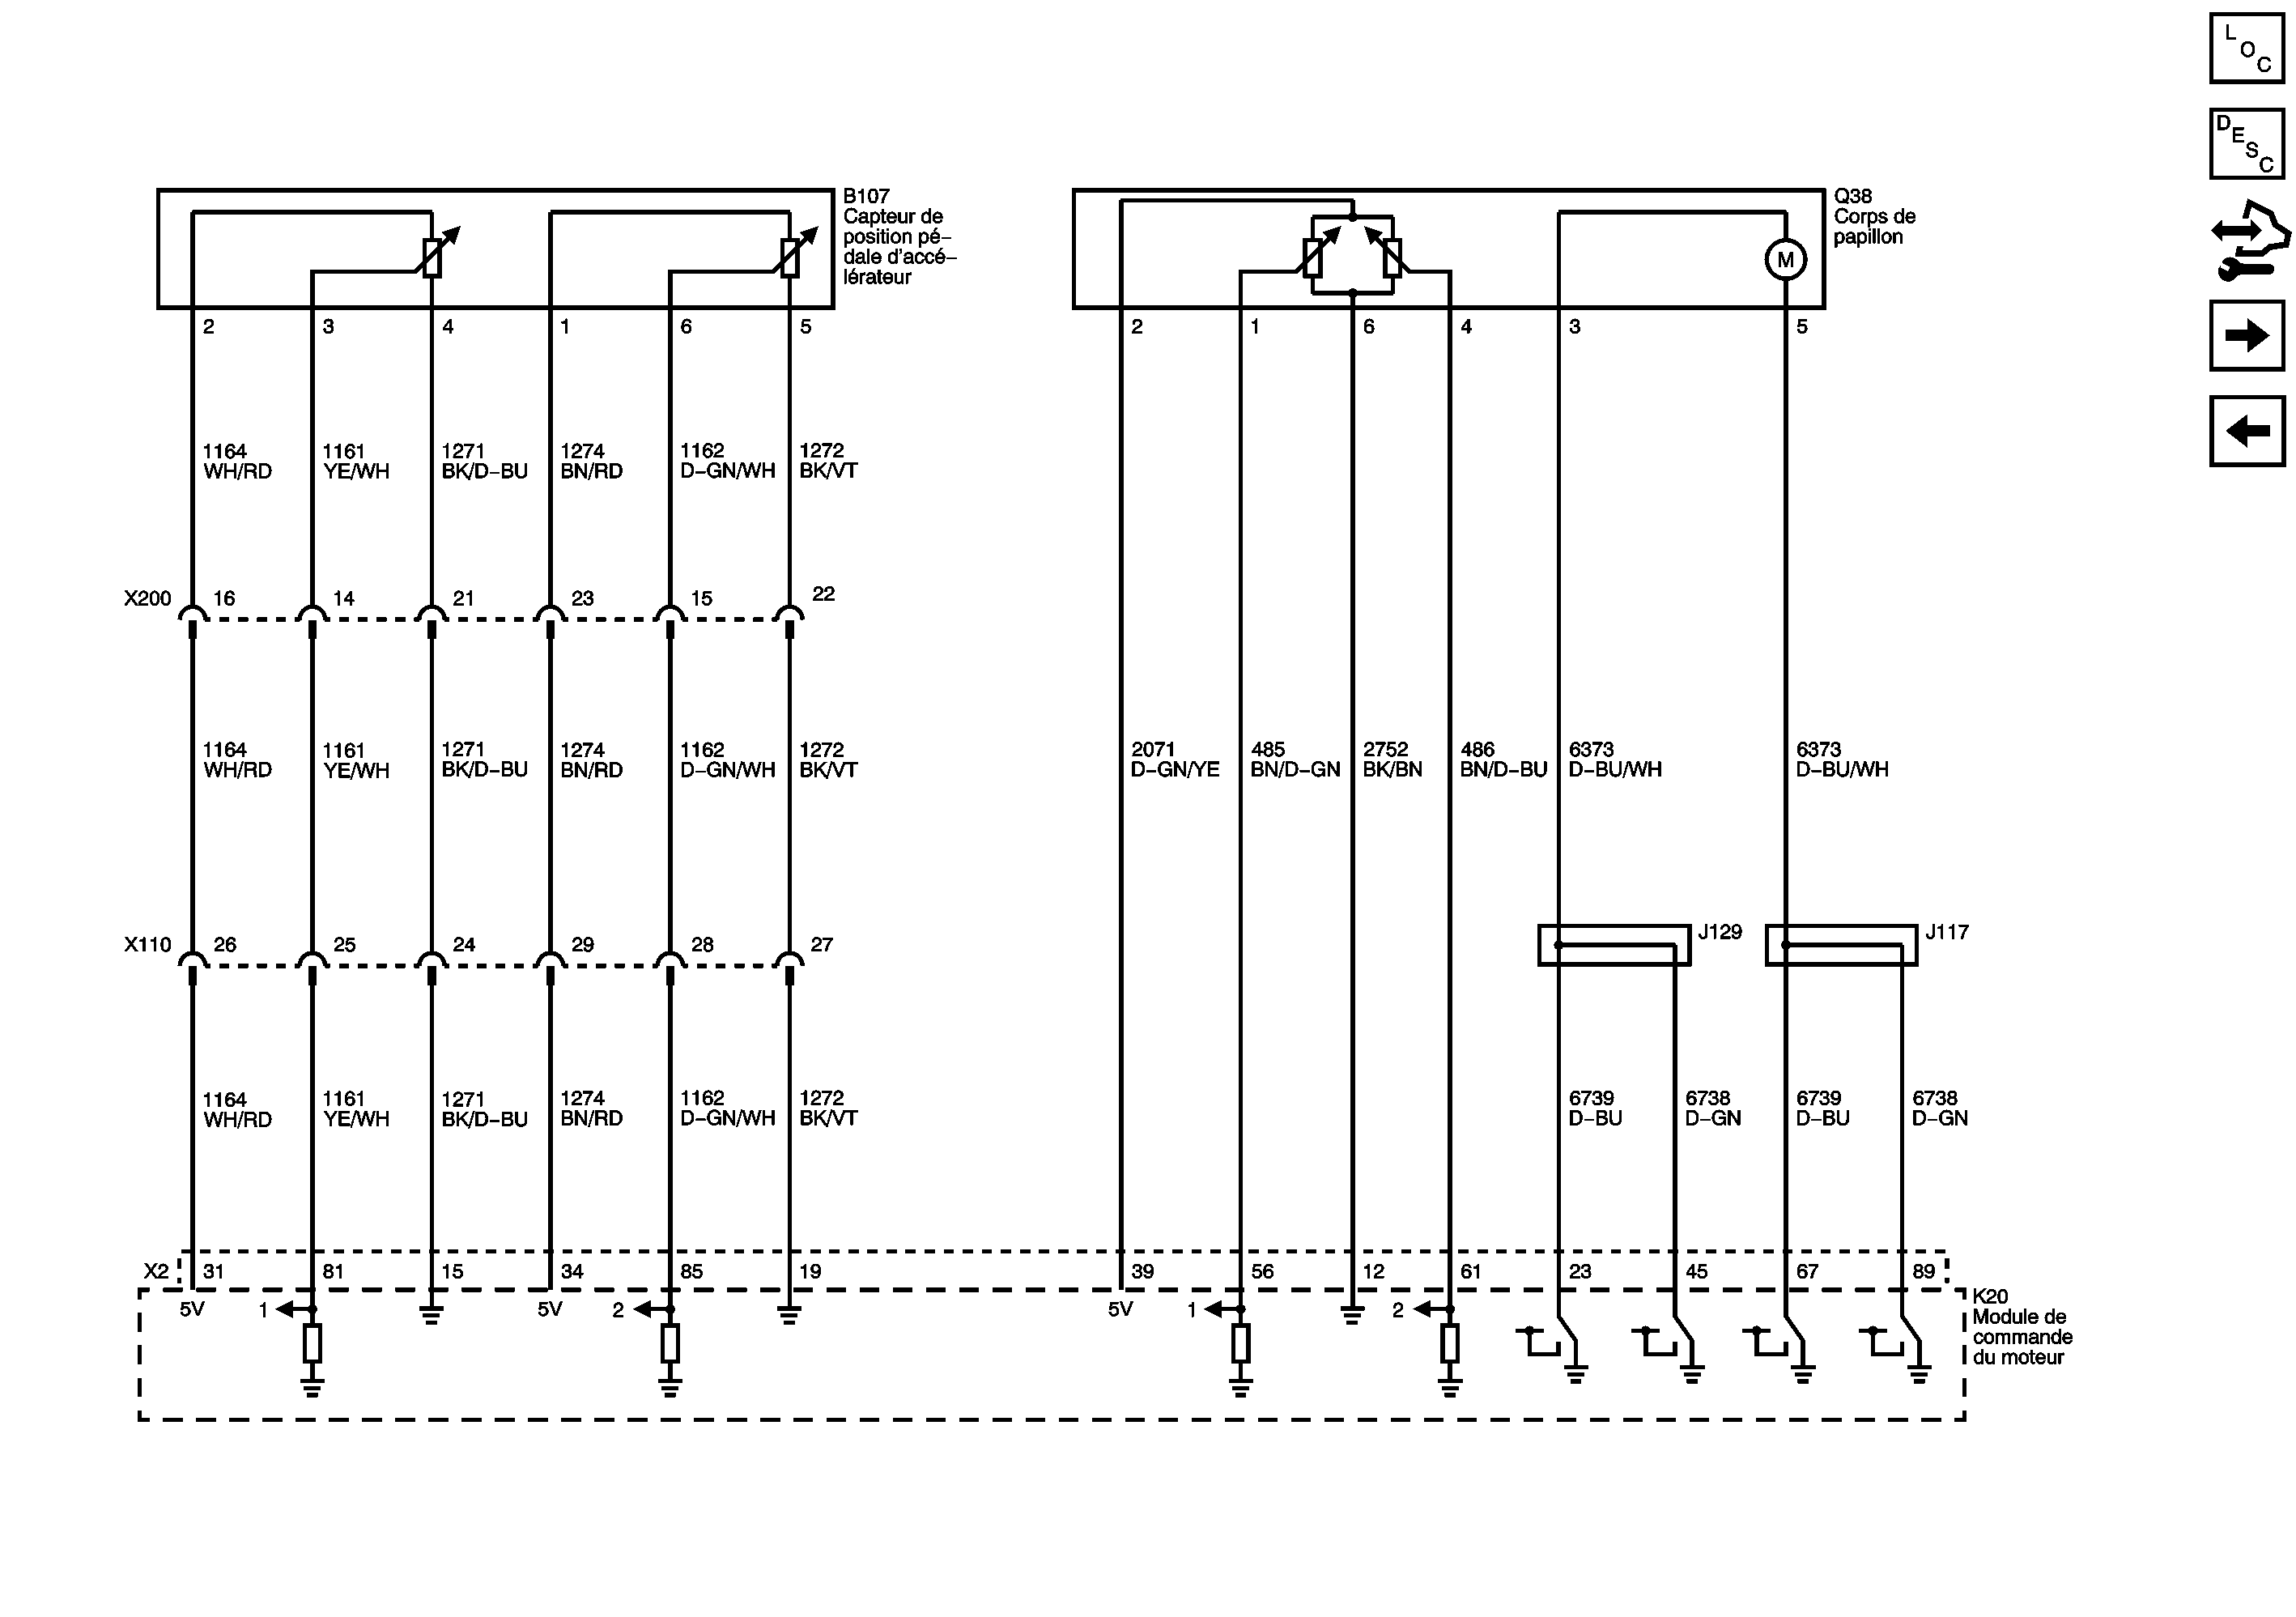 L
O
C
D
E
S
C
B107
Capteur de
position pé–
dale d'accé–
lérateur
Q38
Corps de
papillon
M
2 3 4 1 6 5
2 1 6 4 3 5
1164 1161 1271 1274 1162 1272
WH/RD YE/WH BK/D–BU BN/RD D–GN/WH BK/VT
X200 16 14 21 23 15 22
1164 1161 1271 1274 1162 1272
WH/RD YE/WH BK/D–BU BN/RD D–GN/WH BK/VT
2071 485 2752 486 6373 6373
D–GN/YE BN/D–GN BK/BN BN/D–BU D–BU/WH D–BU/WH
X110 26 25 24 29 28 27
J129 J117
1164 1161 1271 1274 1162 1272
WH/RD YE/WH BK/D–BU BN/RD D–GN/WH BK/VT
6739 6738 6739 6738
D–BU D–GN D–BU D–GN
X2 31 81 15 34 85 19 39 56 12 61 23 45 67 89
5V 1 5V 2 5V 1 2
K20
Module de
commande
du moteur